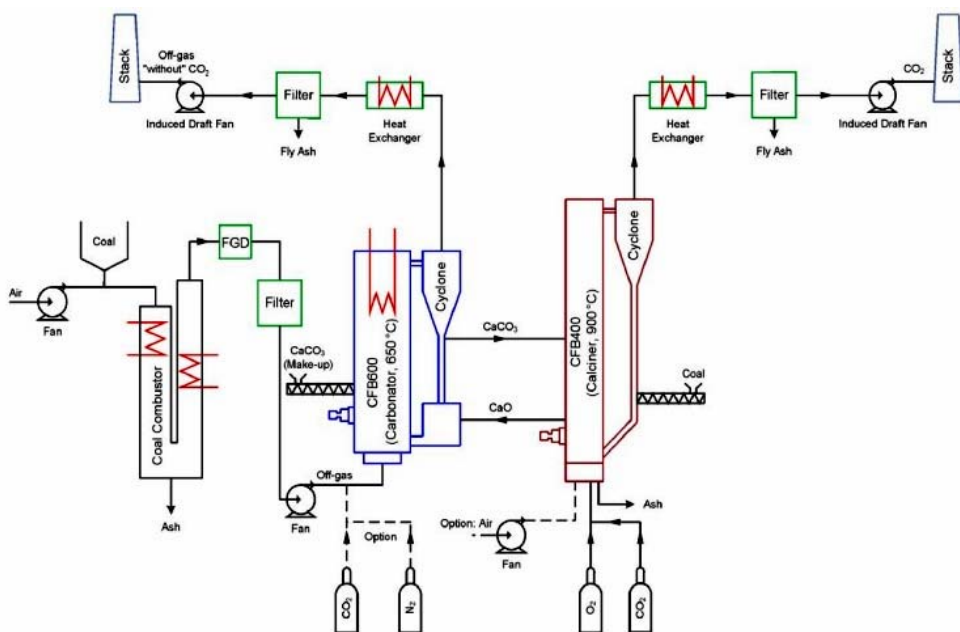 Stack
Off-gas
"without" CO₂
Induced Draft Fan
Filter
Fly Ash
Heat
Exchanger
Heat
Exchanger
Filter
Fly Ash
CO₂
Induced Draft Fan
Stack
Coal
Air
Fan
FGD
Filter
Coal Combustor
Ash
CaCO₃
(Make-up)
CFB600
(Carbonator, 650°C)
Cyclone
CaCO₃
CaO
CFB400
(Calciner, 900°C)
Cyclone
Coal
Off-gas
Fan
Option
CO₂
N₂
Option: Air
Fan
Ash
O₂
CO₂